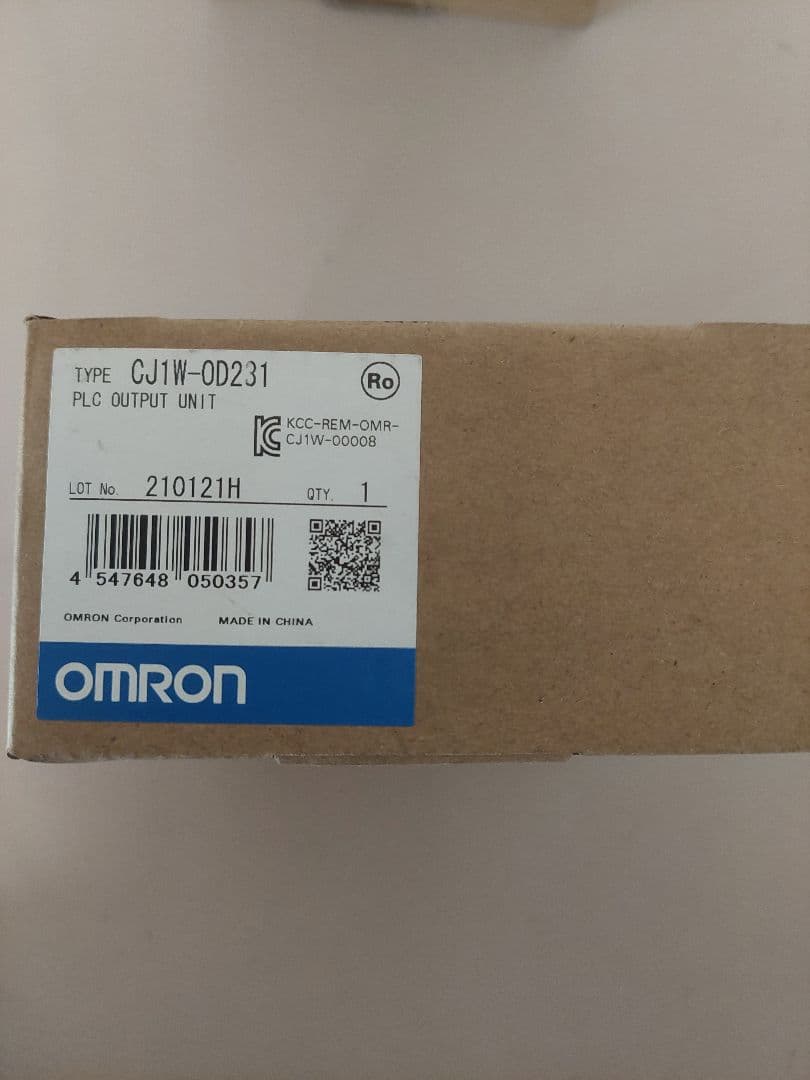 TYPE CJ1W-OD231
Ro
PLC OUTPUT UNIT
KCC-REM-OMR-
CJ1W-00008
LOT No. 210121H QTY. 1
4 547648 050357
OMRON Corporation MADE IN CHINA
OMRON